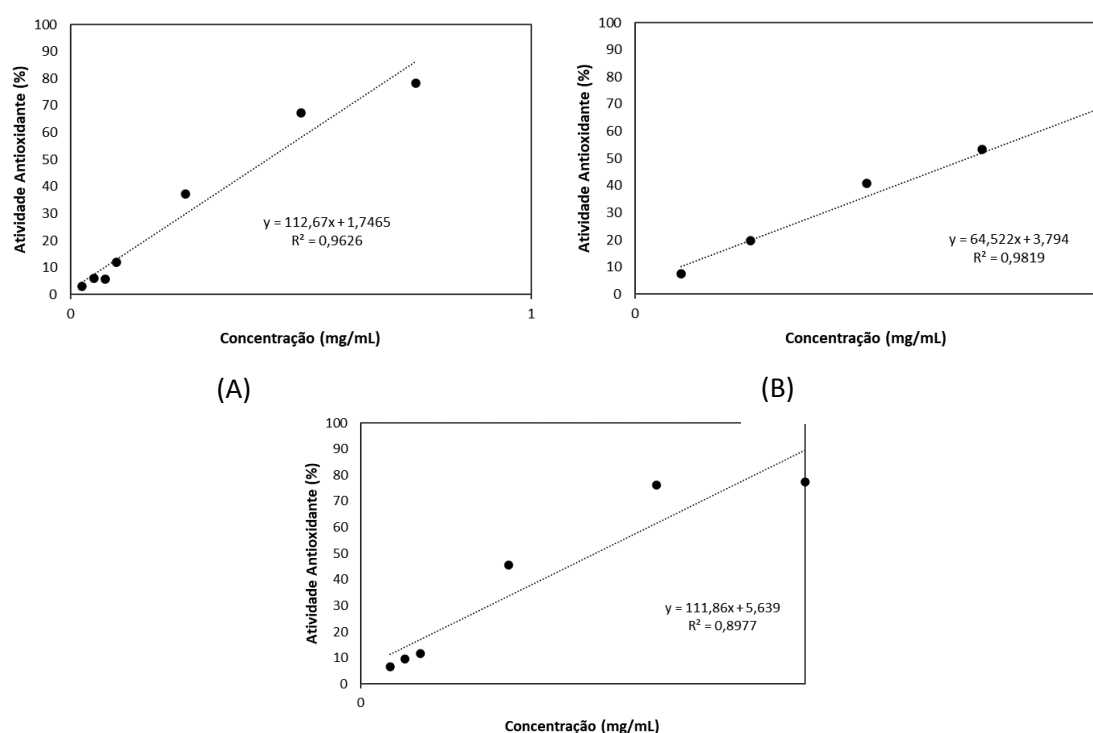 100
90
80
70
60
50
40
30
20
10
0
Atividade Antioxidante (%)
y = 112,67x + 1,7465
R² = 0,9626
0
1
Concentração (mg/mL)
(A)
100
90
80
70
60
50
40
30
20
10
0
Atividade Antioxidante (%)
y = 64,522x + 3,794
R² = 0,9819
0
Concentração (mg/mL)
(B)
100
90
80
70
60
50
40
30
20
10
0
Atividade Antioxidante (%)
y = 111,86x + 5,639
R² = 0,8977
0
Concentração (mg/mL)